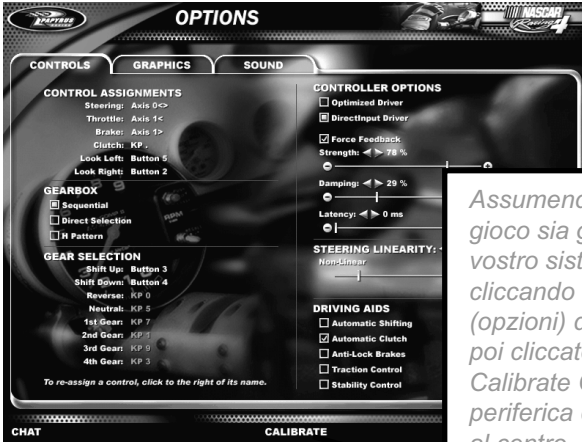 PAPYRUS
RACING
OPTIONS
NASCAR
Racing 4
CONTROLS
GRAPHICS
SOUND
CONTROL ASSIGNMENTS
Steering: Axis 0<>
Throttle: Axis 1<
Brake: Axis 1>
Clutch: KP .
Look Left: Button 5
Look Right: Button 2
GEARBOX
Sequential
Direct Selection
H Pattern
GEAR SELECTION
Shift Up: Button 3
Shift Down: Button 4
Reverse: KP 0
Neutral: KP 5
1st Gear: KP 7
2nd Gear: KP 1
3rd Gear: KP 9
4th Gear: KP 3
To re-assign a control, click to the right of its name.
CONTROLLER OPTIONS
Optimized Driver
DirectInput Driver
Force Feedback
Strength: 78 %
Damping: 29 %
Latency: 0 ms
STEERING LINEARITY:
Non-Linear
DRIVING AIDS
Automatic Shifting
Automatic Clutch
Anti-Lock Brakes
Traction Control
Stability Control
CHAT
CALIBRATE
gioco sia
vostro
cliccando
(opzioni)
poi
Calibrate
periferica